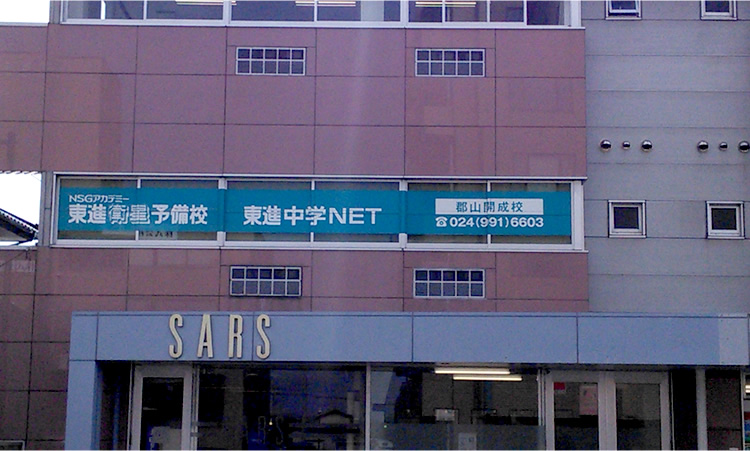 NSGアカデミー
東進衛星予備校
東進中学NET
郡山開成校
☎024(991)6603
SARS